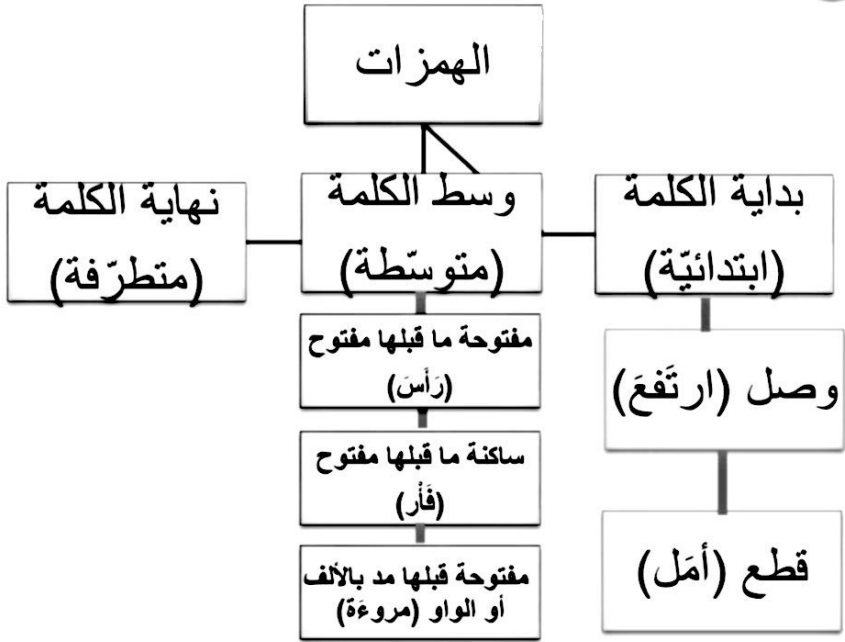 الهمزات
بداية الكلمة
(ابتدائيّة)
وسط الكلمة
(متوسّطة)
نهاية الكلمة
(متطرّفة)
وصل (ارتَفعَ)
قطع (أمَل)
مفتوحة ما قبلها مفتوح
(رَأَسَ)
ساكنة ما قبلها مفتوح
(فَأْر)
مفتوحة قبلها مد بالألف
أو الواو (مروءَة)